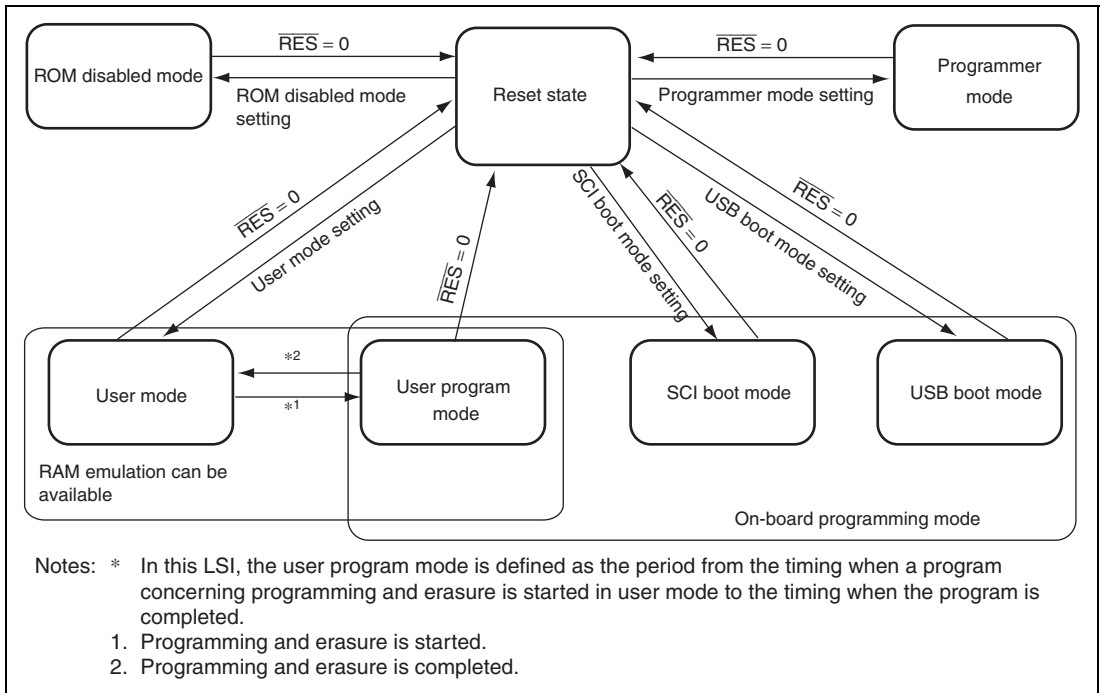 ROM disabled mode
RES = 0
ROM disabled mode
setting
Reset state
RES = 0
Programmer mode setting
Programmer
mode
RES = 0
User mode setting
RES = 0
SCI boot mode setting
RES = 0
USB boot mode setting
RES = 0
User mode
*2
*1
User program
mode
SCI boot mode
USB boot mode
RAM emulation can be
available
On-board programming mode
Notes: * In this LSI, the user program mode is defined as the period from the timing when a program
concerning programming and erasure is started in user mode to the timing when the program is
completed.
1. Programming and erasure is started.
2. Programming and erasure is completed.